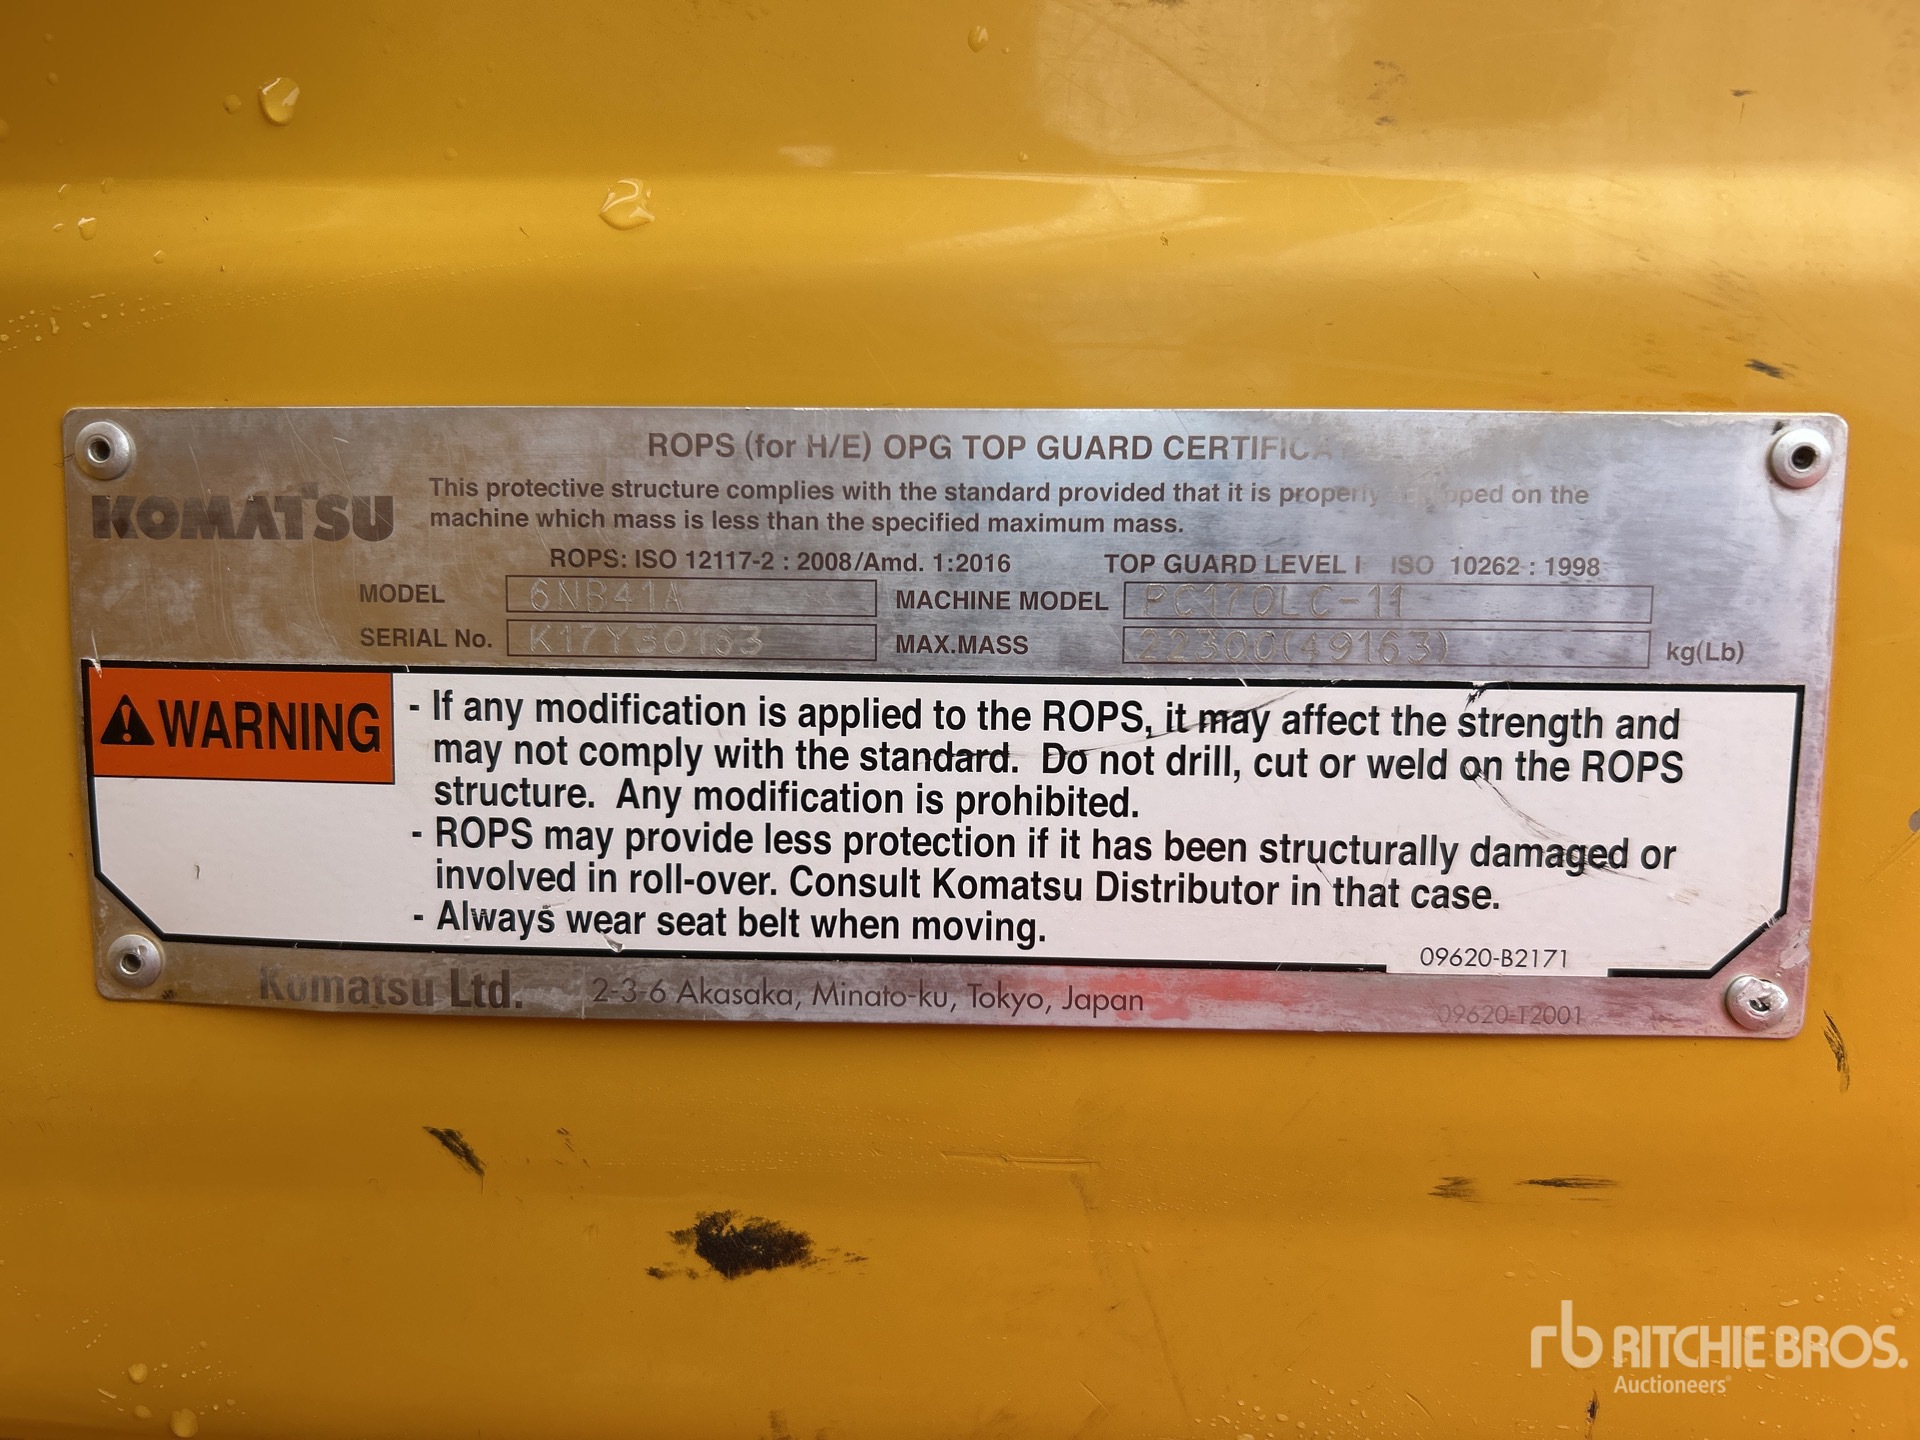 ROPS (for H/E) OPG TOP GUARD
KOMATSU
This protective structure complies with the standard provided that it is properly on the
machine which mass is less than the specified maximum mass.
ROPS: ISO 12117-2 : 2008/Amd. 1:2016 TOP GUARD LEVEL I ISO 10262 : 1998
MODEL 6NB41A MACHINE MODEL PC170LC-11
SERIAL No. K17Y30163 MAX.MASS 22300(49163) kg(Lb)
WARNING
- If any modification is applied to the ROPS, it may affect the strength and
may not comply with the standard. Do not drill, cut or weld on the ROPS
structure. Any modification is prohibited.
- ROPS may provide less protection if it has been structurally damaged or
involved in roll-over. Consult Komatsu Distributor in that case.
- Always wear seat belt when moving.
09620-B2171
Komatsu Ltd. 2-3-6 Akasaka, Minato-ku, Tokyo, Japan
09620-T2001
rb RITCHIE BROS.
Auctioneers